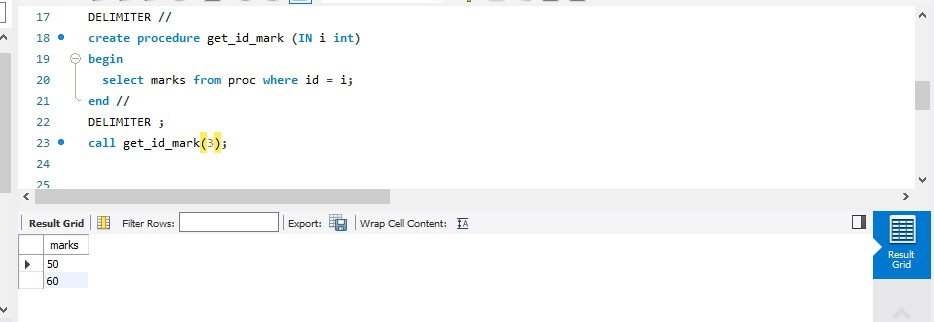 17 DELIMITER //
18 create procedure get_id_mark (IN i int)
19 begin
20 select marks from proc where id = i;
21 end //
22 DELIMITER ;
23 call get_id_mark(3);
24
25
Result Grid Filter Rows: Export: Wrap Cell Content: IA
marks
50
60
Result
Grid